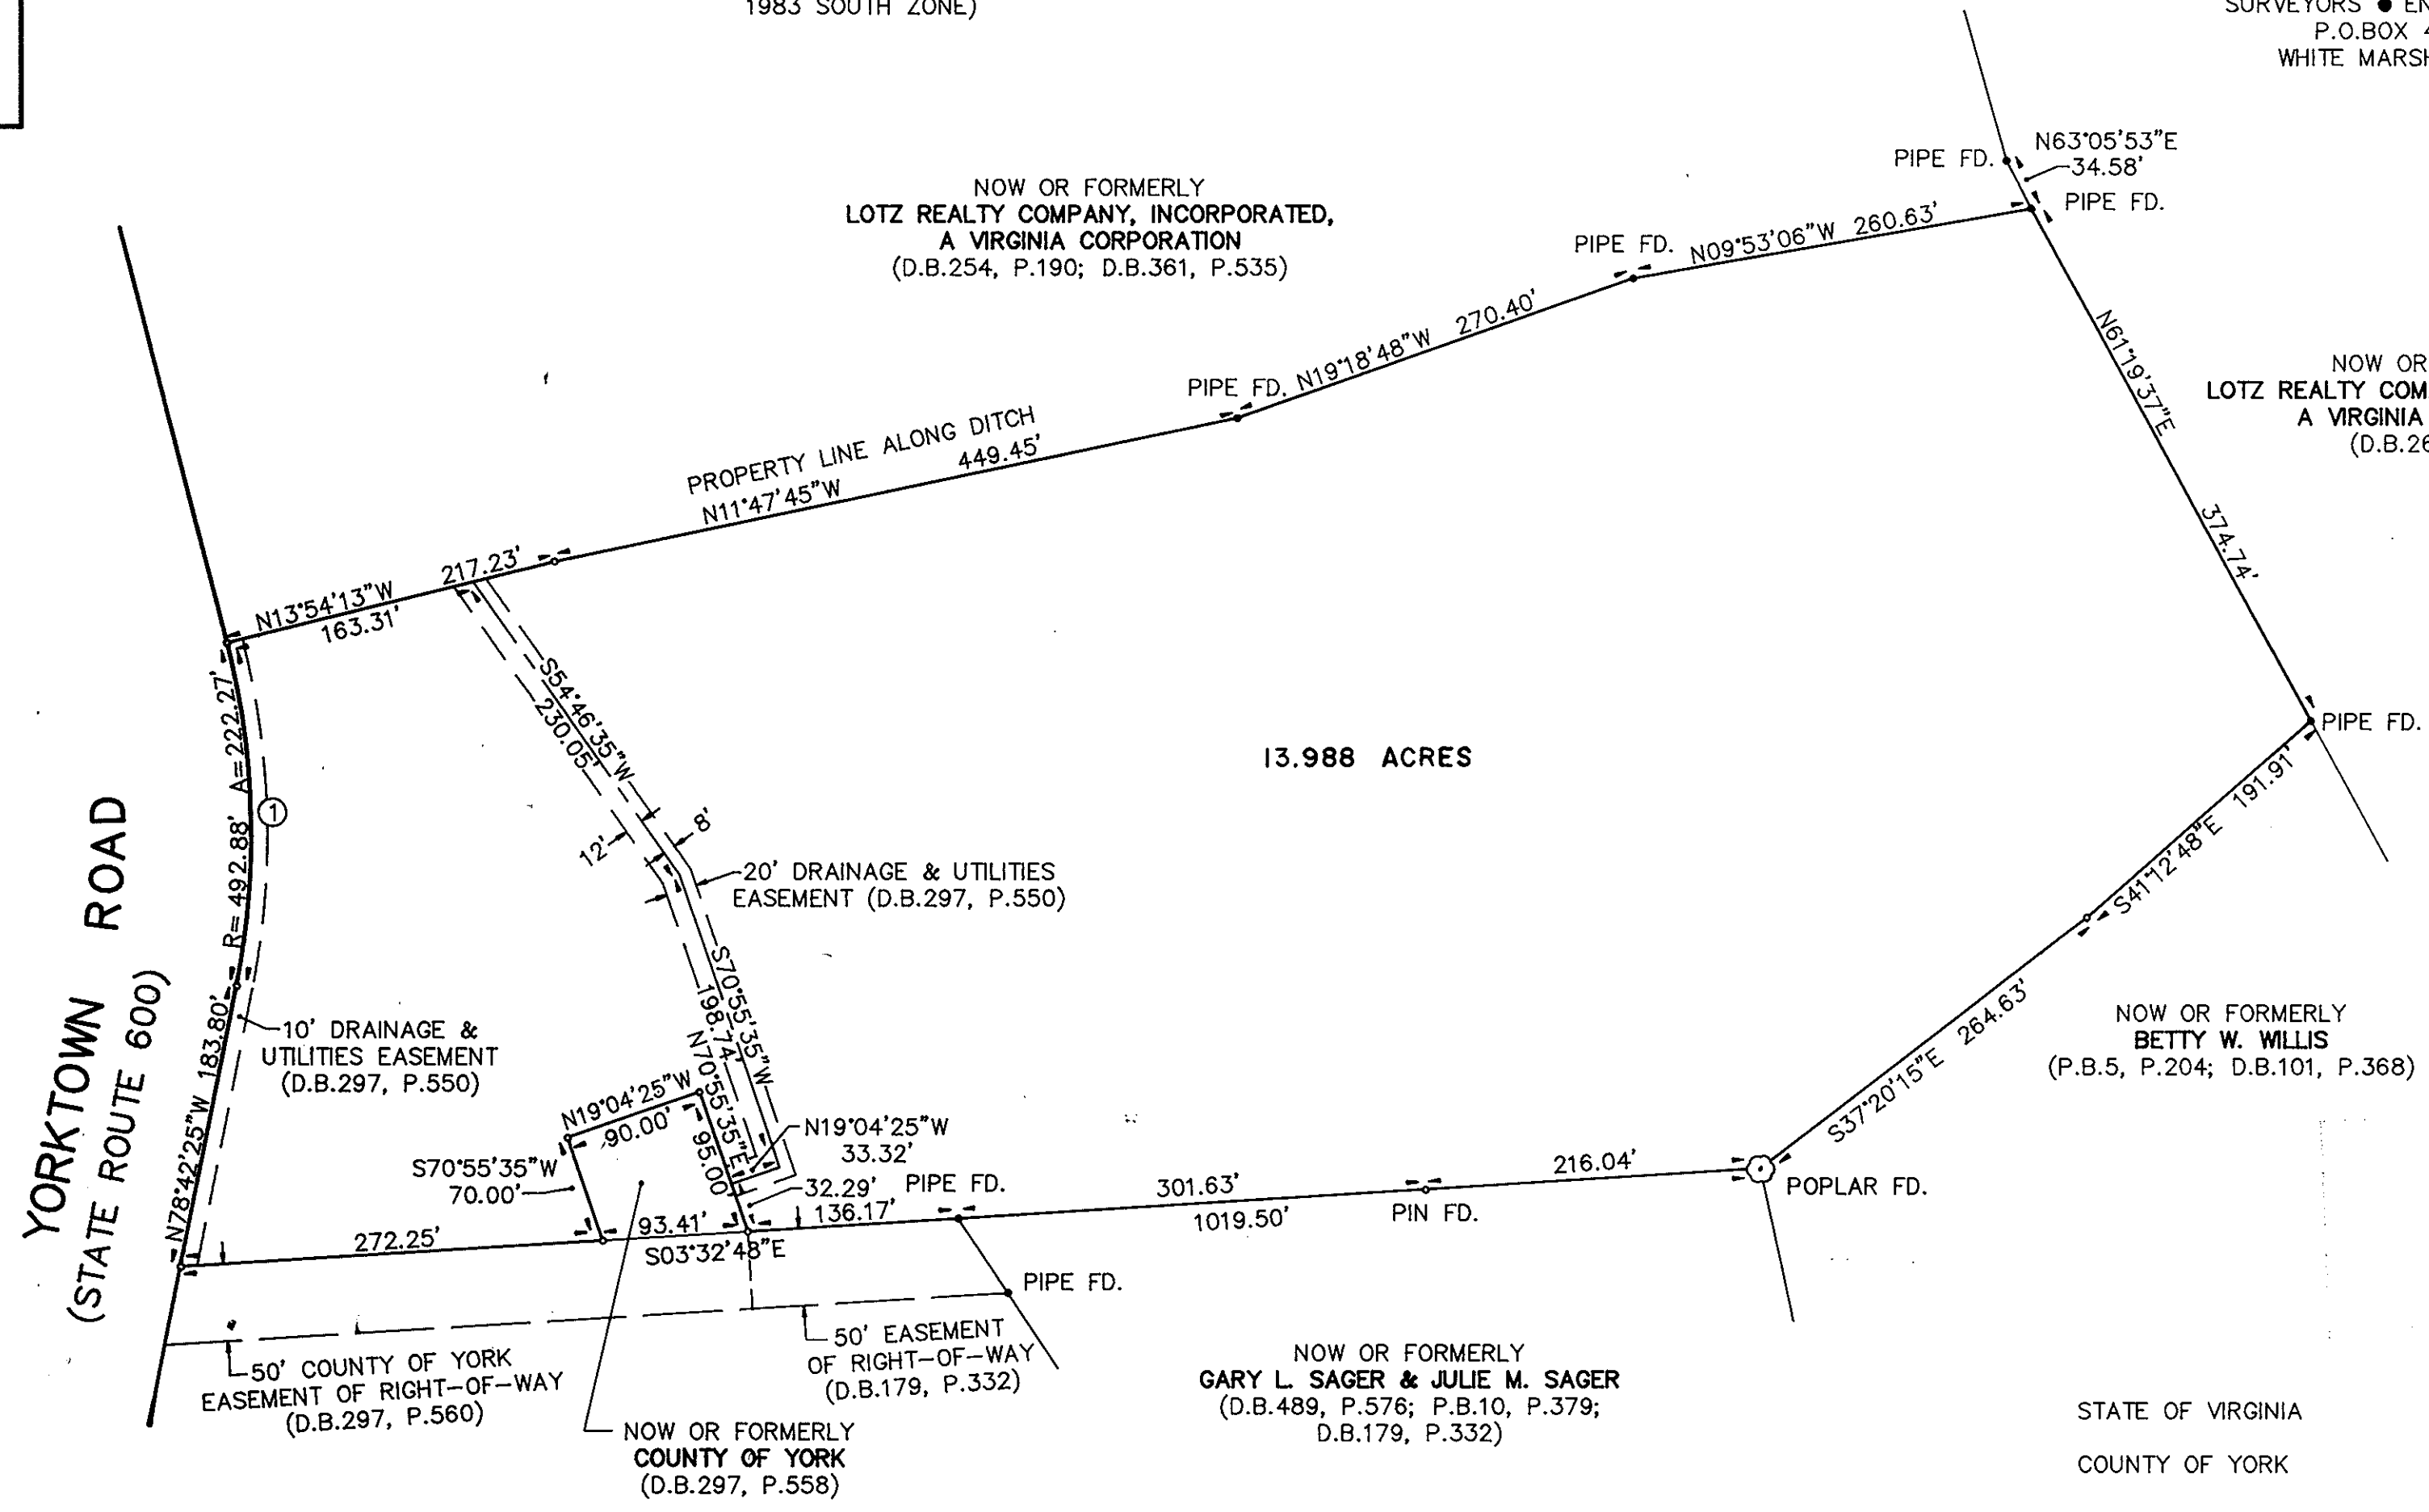 1983 SOUTH ZONE)
SURVEYORS ● EN
P.O.BOX 4
WHITE MARSH
N63°05'53"E
34.58'
PIPE FD.
PIPE FD.
NOW OR FORMERLY
LOTZ REALTY COMPANY, INCORPORATED,
A VIRGINIA CORPORATION
(D.B.254, P.190; D.B.361, P.535)
PIPE FD.
N09°53'06"W 260.63'
N19°18'48"W 270.40'
PIPE FD.
N61°19'37"E
374.74'
NOW OR
LOTZ REALTY COM
A VIRGINIA
(D.B.26
PROPERTY LINE ALONG DITCH
449.45'
N11°47'45"W
217.23'
N13°54'13"W
163.31'
S54°46'35"W
230.05'
R= 492.88' A=222.27'
1
PIPE FD.
13.988 ACRES
8'
12'
20' DRAINAGE & UTILITIES
EASEMENT (D.B.297, P.550)
S41°12'48"E 191.91'
YORKTOWN ROAD
(STATE ROUTE 600)
S70°55'35"W
198.74'
10' DRAINAGE &
UTILITIES EASEMENT
(D.B.297, P.550)
N78°42'25"W 183.80'
N70°55'35"E
95.00'
N19°04'25"W
90.00'
S70°55'35"W
70.00'
N19°04'25"W
33.32'
32.29'
PIPE FD.
NOW OR FORMERLY
BETTY W. WILLIS
(P.B.5, P.204; D.B.101, P.368)
S37°20'15"E 264.63'
POPLAR FD.
272.25'
93.41'
136.17'
301.63'
216.04'
S03°32'48"E
1019.50'
PIN FD.
PIPE FD.
50' COUNTY OF YORK
EASEMENT OF RIGHT-OF-WAY
(D.B.297, P.560)
50' EASEMENT
OF RIGHT-OF-WAY
(D.B.179, P.332)
NOW OR FORMERLY
COUNTY OF YORK
(D.B.297, P.558)
NOW OR FORMERLY
GARY L. SAGER & JULIE M. SAGER
(D.B.489, P.576; P.B.10, P.379;
D.B.179, P.332)
STATE OF VIRGINIA
COUNTY OF YORK